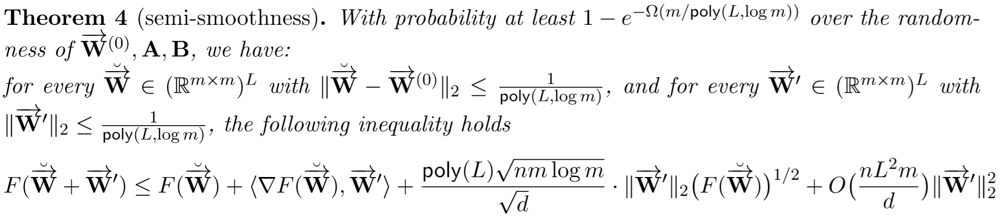 Theorem 4 (semi-smoothness). With probability at least $1 - e^{-\Omega(m/\mathsf{poly}(L,\log m))}$ over the random-
ness of $\overrightarrow{\mathbf{W}}^{(0)}, \mathbf{A}, \mathbf{B}$, we have:
for every $\breve{\overrightarrow{\mathbf{W}}} \in (\mathbb{R}^{m \times m})^L$ with $\|\breve{\overrightarrow{\mathbf{W}}} - \overrightarrow{\mathbf{W}}^{(0)}\|_2 \leq \frac{1}{\mathsf{poly}(L,\log m)}$, and for every $\overrightarrow{\mathbf{W}}' \in (\mathbb{R}^{m \times m})^L$ with
$\|\overrightarrow{\mathbf{W}}'\|_2 \leq \frac{1}{\mathsf{poly}(L,\log m)}$, the following inequality holds
$F(\breve{\overrightarrow{\mathbf{W}}} + \overrightarrow{\mathbf{W}}') \leq F(\breve{\overrightarrow{\mathbf{W}}}) + \langle \nabla F(\breve{\overrightarrow{\mathbf{W}}}), \overrightarrow{\mathbf{W}}' \rangle + \frac{\mathsf{poly}(L)\sqrt{nm \log m}}{\sqrt{d}} \cdot \|\overrightarrow{\mathbf{W}}'\|_2 \big(F(\breve{\overrightarrow{\mathbf{W}}})\big)^{1/2} + O\big(\frac{nL^2m}{d}\big)\|\overrightarrow{\mathbf{W}}'\|_2^2$